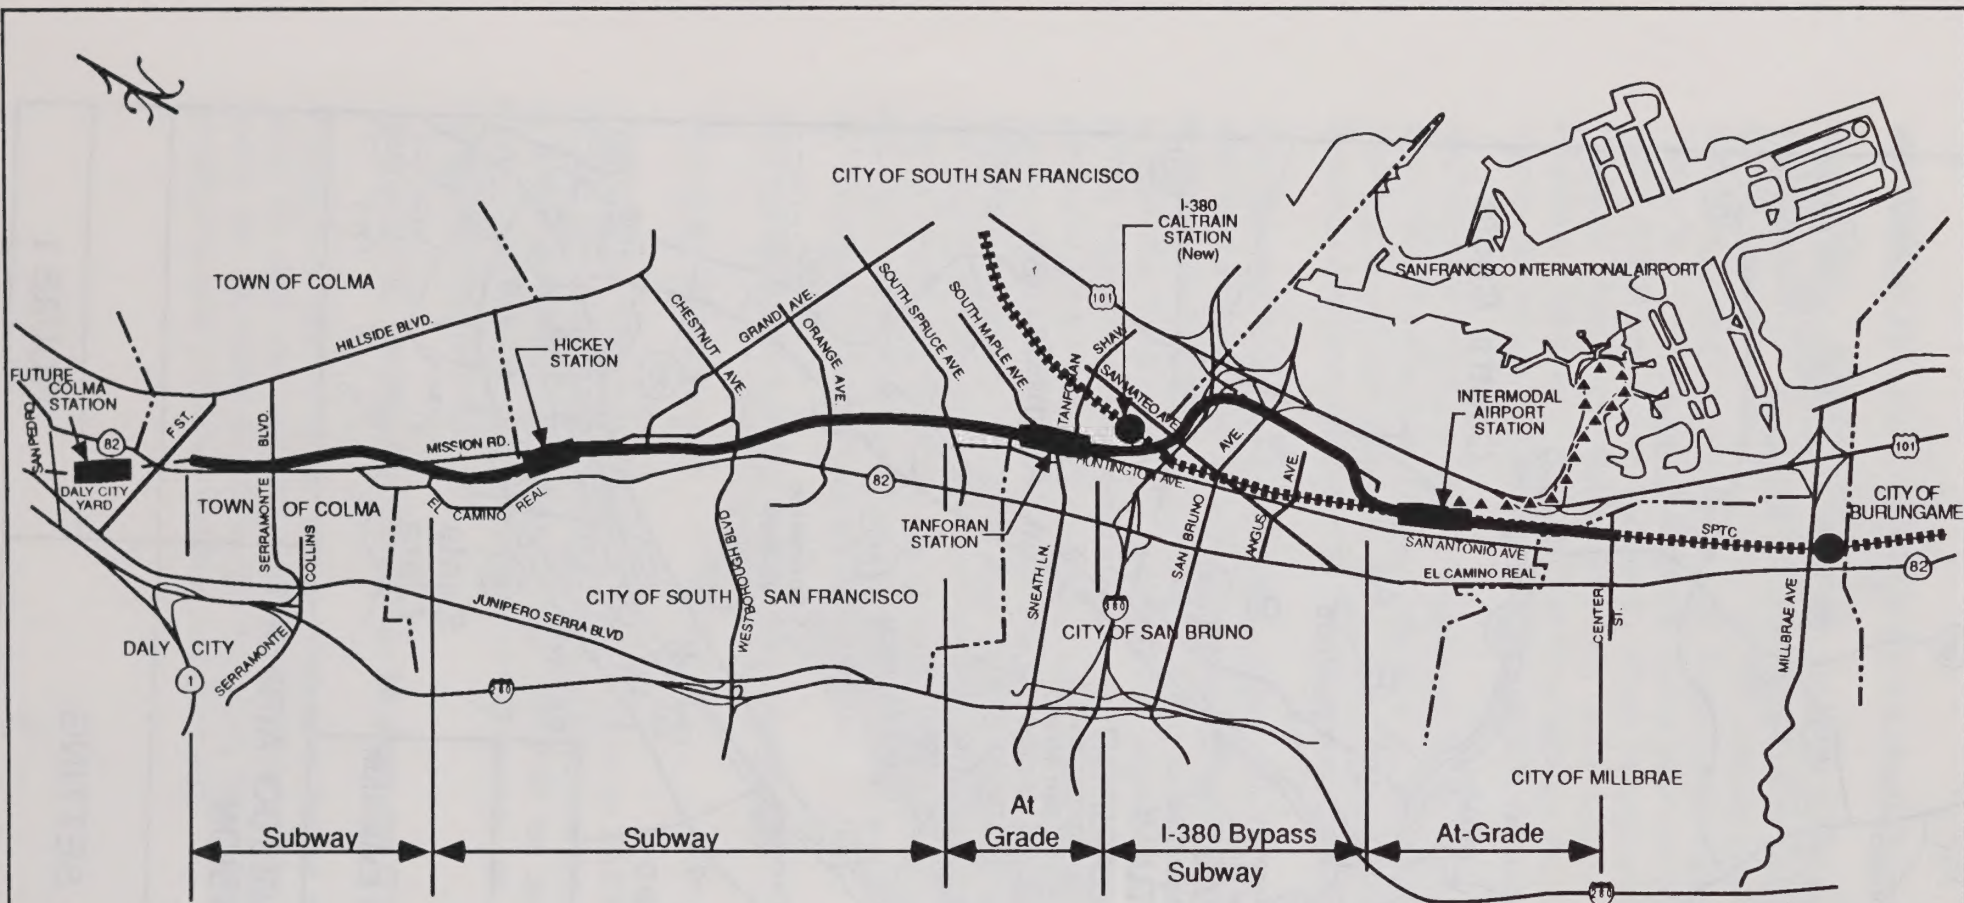 CITY OF SOUTH SAN FRANCISCO
I-380
CALTRAIN
STATION
(New)
101
SAN FRANCISCO INTERNATIONAL AIRPORT
TOWN OF COLMA
HILLSIDE BLVD.
HICKEY
STATION
CHESTNUT AVE.
GRAND AVE.
ORANGE AVE
SOUTH SPRUCE AVE.
SOUTH MAPLE AVE.
TANFORAN
SHAW
SAN MATEO AVE
FUTURE
COLMA
STATION
SAN PEDRO
82
F ST.
DALY CITY
YARD
SERRAMONTE BLVD.
MISSION RD.
EL CAMINO REAL
82
HUNTINGTON AVE.
SAN BRUNO AVE.
ANGUS AVE.
INTERMODAL
AIRPORT
STATION
101
CITY OF
BURLUNGAME
SPTC
82
SAN ANTONIO AVE
EL CAMINO REAL
TOWN OF COLMA
COLLINS
TANFORAN
STATION
SNEATH LN.
WESTBOROUGH BLVD
CITY OF SOUTH SAN FRANCISCO
JUNIPERO SERRA BLVD
380
CITY OF SAN BRUNO
CENTER ST.
MILLBRAE AVE
DALY CITY
1
SERRAMONTE
280
CITY OF MILLBRAE
Subway
Subway
At
Grade
I-380 Bypass
Subway
At-Grade
280